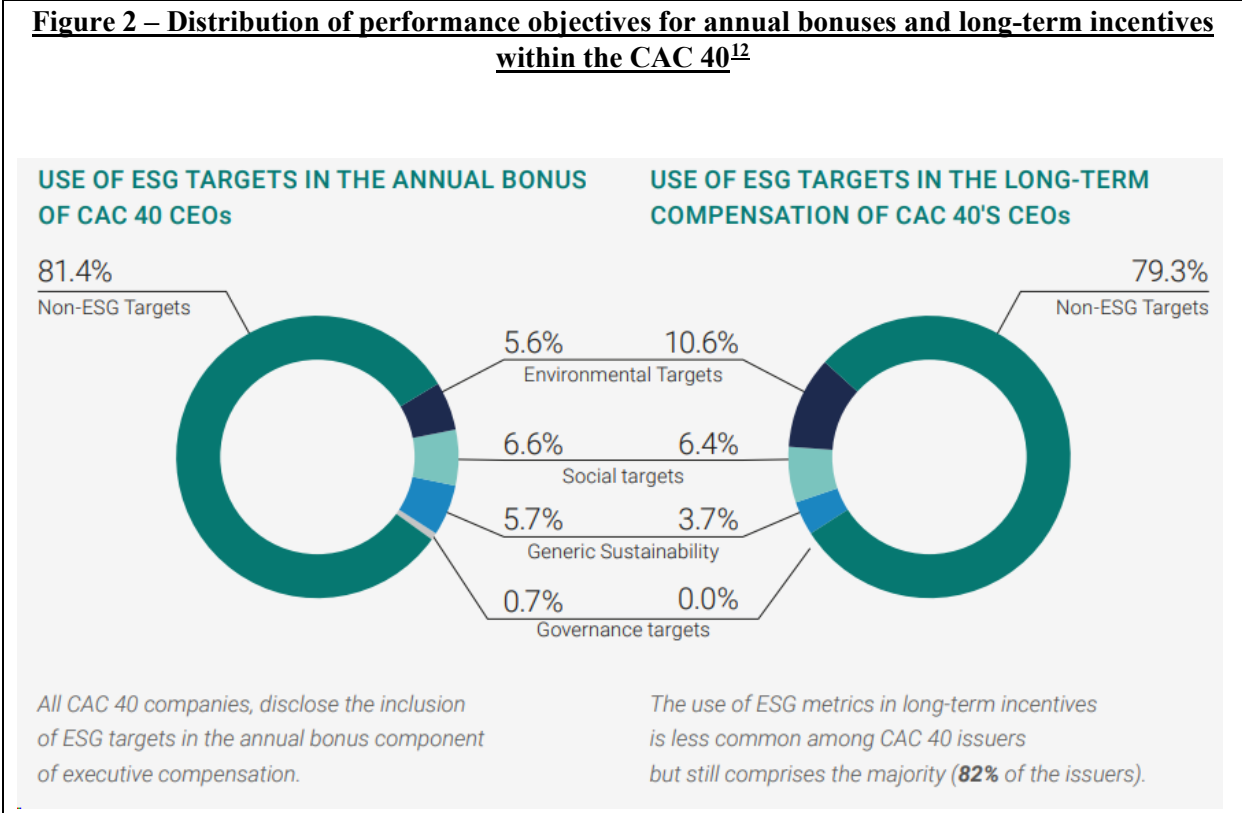 Figure 2 – Distribution of performance objectives for annual bonuses and long-term incentives
within the CAC 4012
USE OF ESG TARGETS IN THE ANNUAL BONUS
OF CAC 40 CEOs
81.4%
Non-ESG Targets
USE OF ESG TARGETS IN THE LONG-TERM
COMPENSATION OF CAC 40'S CEOs
79.3%
Non-ESG Targets
5.6% 10.6%
Environmental Targets
6.6% 6.4%
Social targets
5.7% 3.7%
Generic Sustainability
0.7% 0.0%
Governance targets
All CAC 40 companies, disclose the inclusion
of ESG targets in the annual bonus component
of executive compensation.
The use of ESG metrics in long-term incentives
is less common among CAC 40 issuers
but still comprises the majority (82% of the issuers).